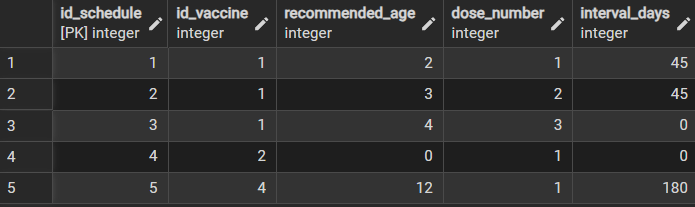 id_schedule id_vaccine recommended_age dose_number interval_days
[PK] integer integer integer integer integer
1 1 1 2 1 45
2 2 1 3 2 45
3 3 1 4 3 0
4 4 2 0 1 0
5 5 4 12 1 180